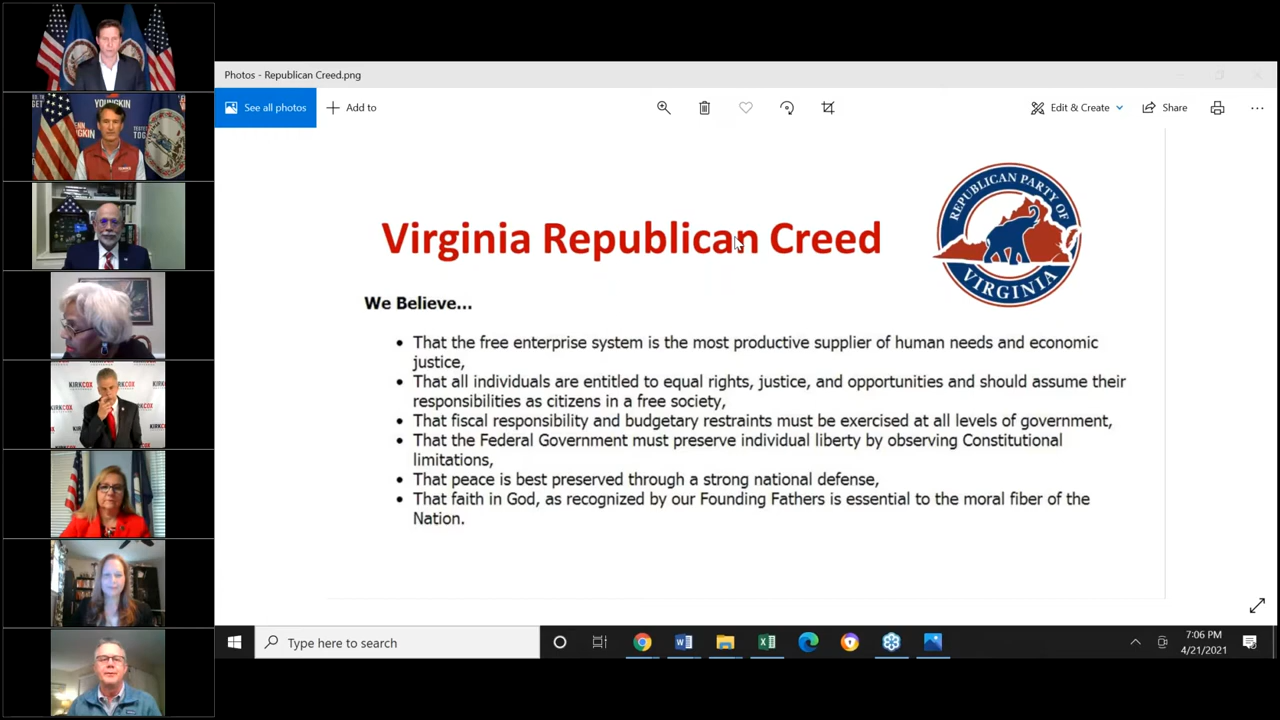 Photos - Republican Creed.png
See all photos
Add to
Edit & Create
Share
YOUNGKIN
KIRKCOX
KIRKCOX
KIRKCOX
Virginia Republican Creed
REPUBLICAN PARTY OF
VIRGINIA
We Believe...
• That the free enterprise system is the most productive supplier of human needs and economic
justice,
• That all individuals are entitled to equal rights, justice, and opportunities and should assume their
responsibilities as citizens in a free society,
• That fiscal responsibility and budgetary restraints must be exercised at all levels of government,
• That the Federal Government must preserve individual liberty by observing Constitutional
limitations,
• That peace is best preserved through a strong national defense,
• That faith in God, as recognized by our Founding Fathers is essential to the moral fiber of the
Nation.
Type here to search
7:06 PM
4/21/2021